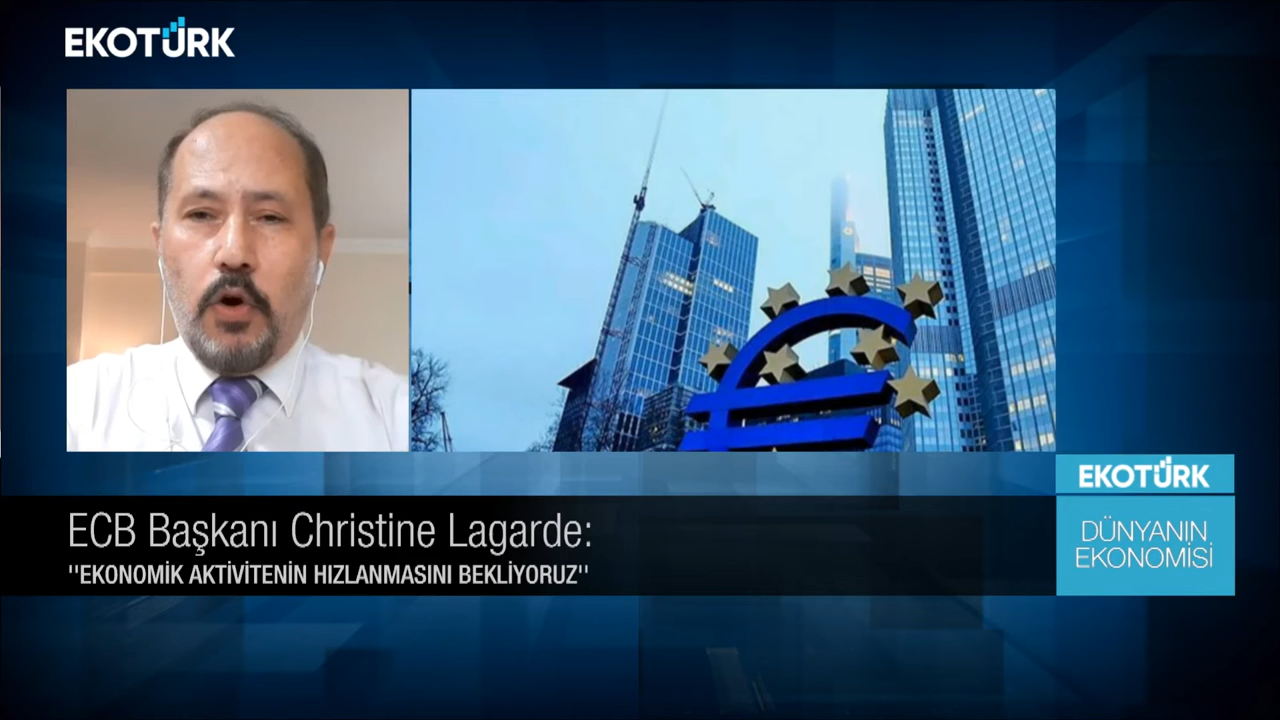 EKOTÜRK
EKOTÜRK
ECB Başkanı Christine Lagarde:
"EKONOMİK AKTİVİTENİN HIZLANMASINI BEKLİYORUZ"
DÜNYANIN
EKONOMİSİ